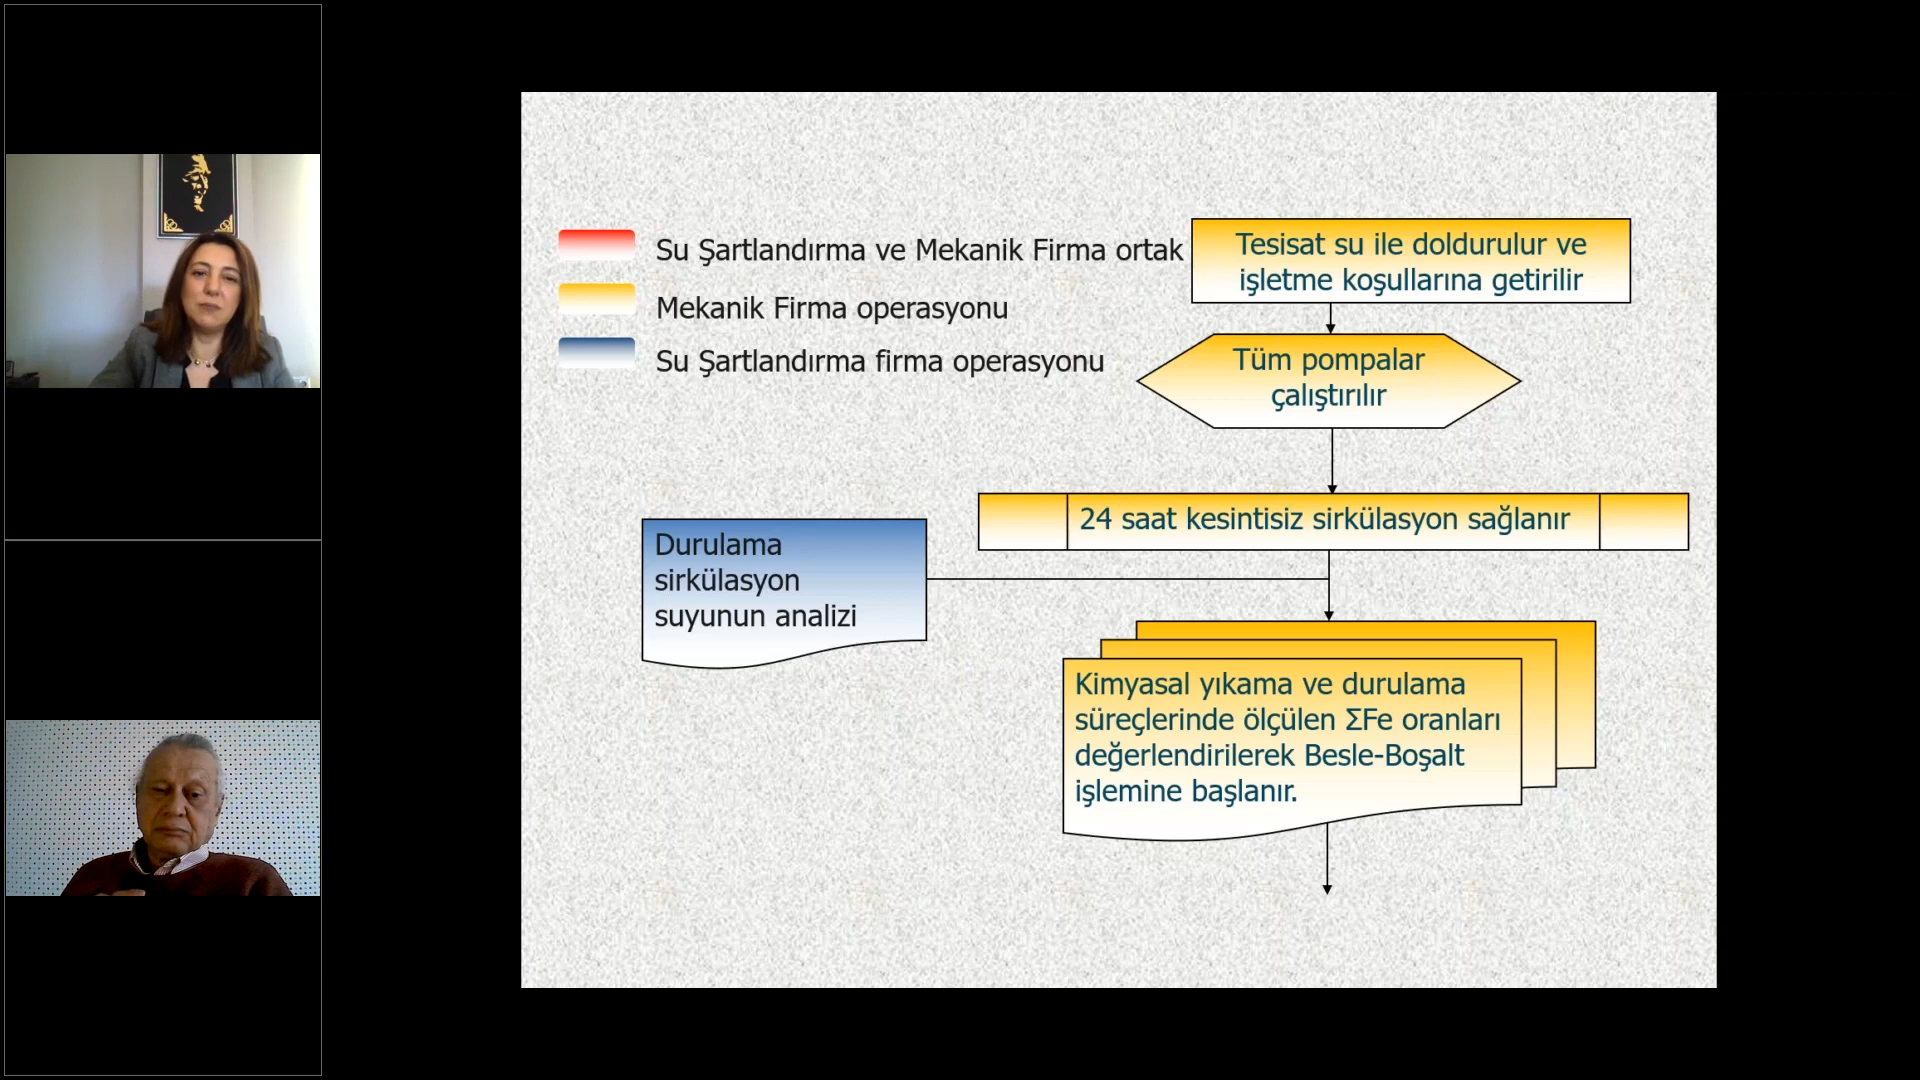 Su Şartlandırma ve Mekanik Firma ortak
Mekanik Firma operasyonu
Su Şartlandırma firma operasyonu
Tesisat su ile doldurulur ve
işletme koşullarına getirilir
Tüm pompalar
çalıştırılır
24 saat kesintisiz sirkülasyon sağlanır
Durulama
sirkülasyon
suyunun analizi
Kimyasal yıkama ve durulama
süreçlerinde ölçülen ΣFe oranları
değerlendirilerek Besle-Boşalt
işlemine başlanır.